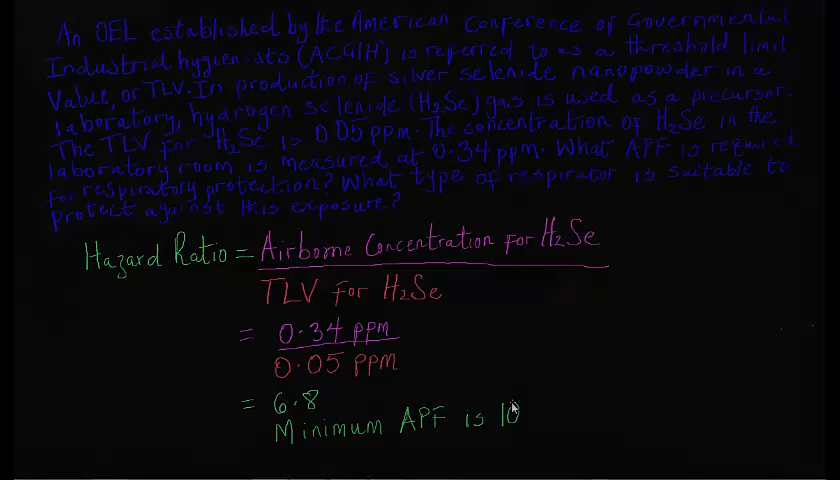 An OEL established by the American Conference of Governmental
Industrial hygienists (ACGIH) is referred to as a threshold limit
Value, or TLV. In production of silver selenide nanopowder in a
laboratory, hydrogen selenide (H₂Se) gas is used as a precursor.
The TLV for H₂Se is 0.05 ppm. The concentration of H₂Se in the
laboratory room is measured at 0.34 ppm. What APF is required
for respiratory protection? What type of respirator is suitable to
Protect against this exposure?
Hazard Ratio = Airborne Concentration for H₂Se
TLV for H₂Se
= 0.34 PPM
0.05 PPM
= 6.8
Minimum APF is 10